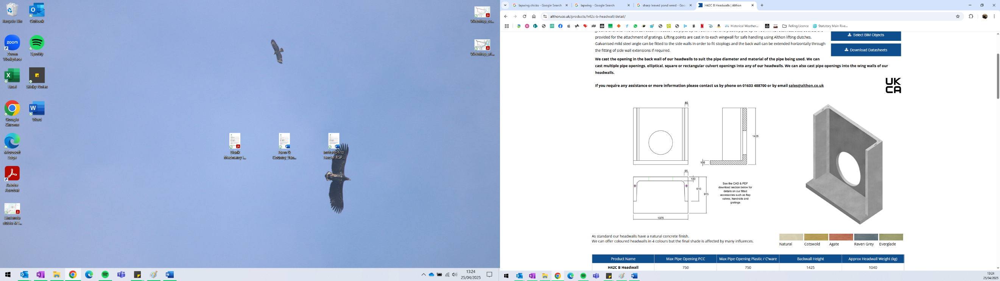 Recycle Bin
Outlook
zoom
Zoom
Workplace
Spotify
Excel
Sticky Notes
Google
Chrome
Word
Microsoft
Edge
Adobe
Acrobat
Lindernia
dubia MT...
Blank
Medmerry I...
Farm &
Country_Van...
Invitation to
Tender RSP...
WebMap_cc...
WebMap_a1...
13:24
25/04/2025
lapwing chicks - Google Search
lapwing - Google Search
sharp leaved pond weed - Goo
H42C B Headwalls | Althon
althon.co.uk/products/h42c-b-headwall/detail/
Historical Weather...
Felling Licence
Statutory Main Rive...
provided for the attachment of gratings. Lifting points are cast in to each wingwall for safe handling using Althon lifting clutches.
Galvanised mild steel angle can be fitted to the side walls in order to fit stoplogs and the back wall can be extended horizontally through
the fitting of side wall extensions if required.
Select BIM Objects
Download Datasheets
We cast the opening in the back wall of our headwalls to suit the pipe diameter and material of the pipe being used. We can
cast multiple pipe openings, elliptical, square or rectangular culvert openings into any of our headwalls. We can also cast pipe openings into the wing walls of our
headwalls.
If you require any assistance or more information please contact us by phone on 01603 488700 or by email sales@althon.co.uk
UK
CA
80
1425
100
95
100
610
915
1375
See the CAD & PDF
download section below for
details on our fitted
accessories such as flap
valves, handrails and
gratings
As standard our headwalls have a natural concrete finish.
We can offer coloured headwalls in 4 colours but the final shade is affected by many influences.
Natural Cotswold Agate Raven Grey Everglade
Product Name Max Pipe Opening PCC Max Pipe Opening Plastic / C'ware Backwall Height Approx Headwall Weight (kg)
H42C B Headwall 750 750 1425 1040
13:24
25/04/2025